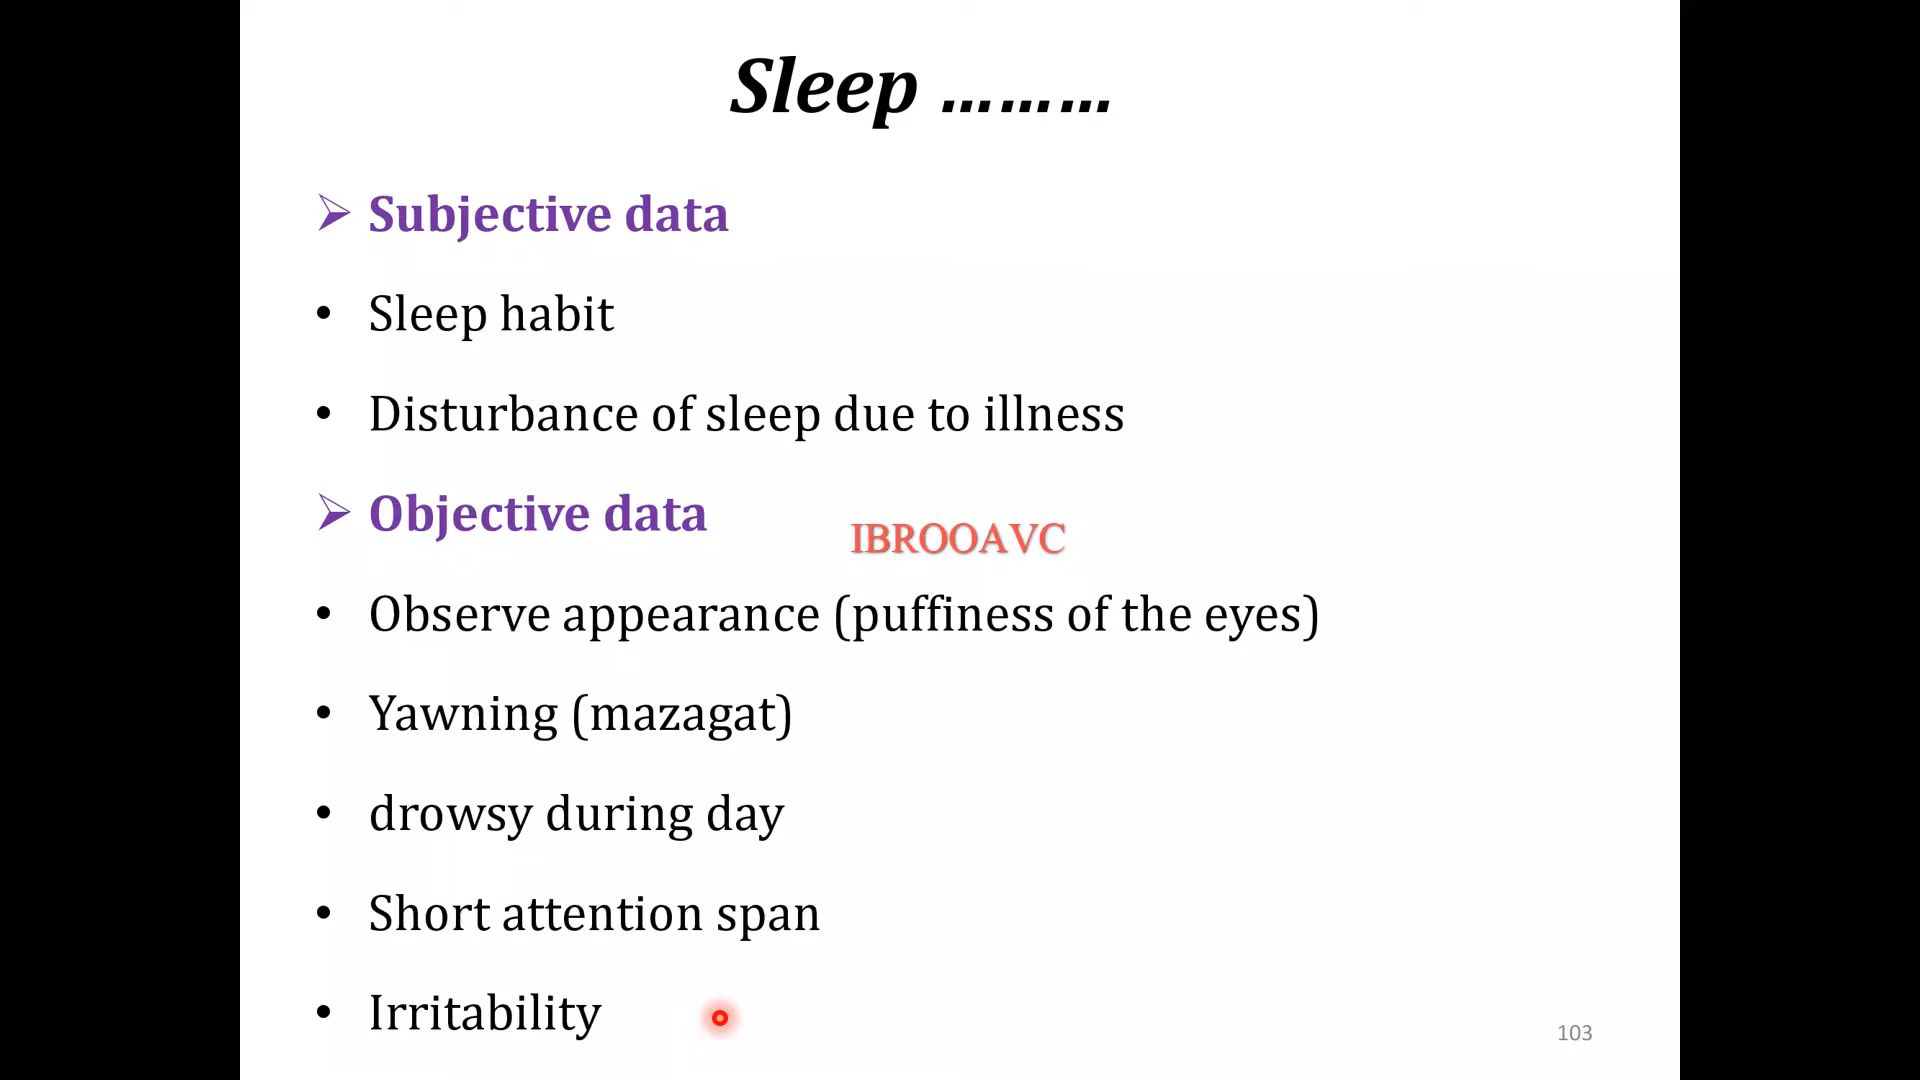 Sleep ………
➢ Subjective data
• Sleep habit
• Disturbance of sleep due to illness
➢ Objective data
IBROOAVC
• Observe appearance (puffiness of the eyes)
• Yawning (mazagat)
• drowsy during day
• Short attention span
• Irritability
103